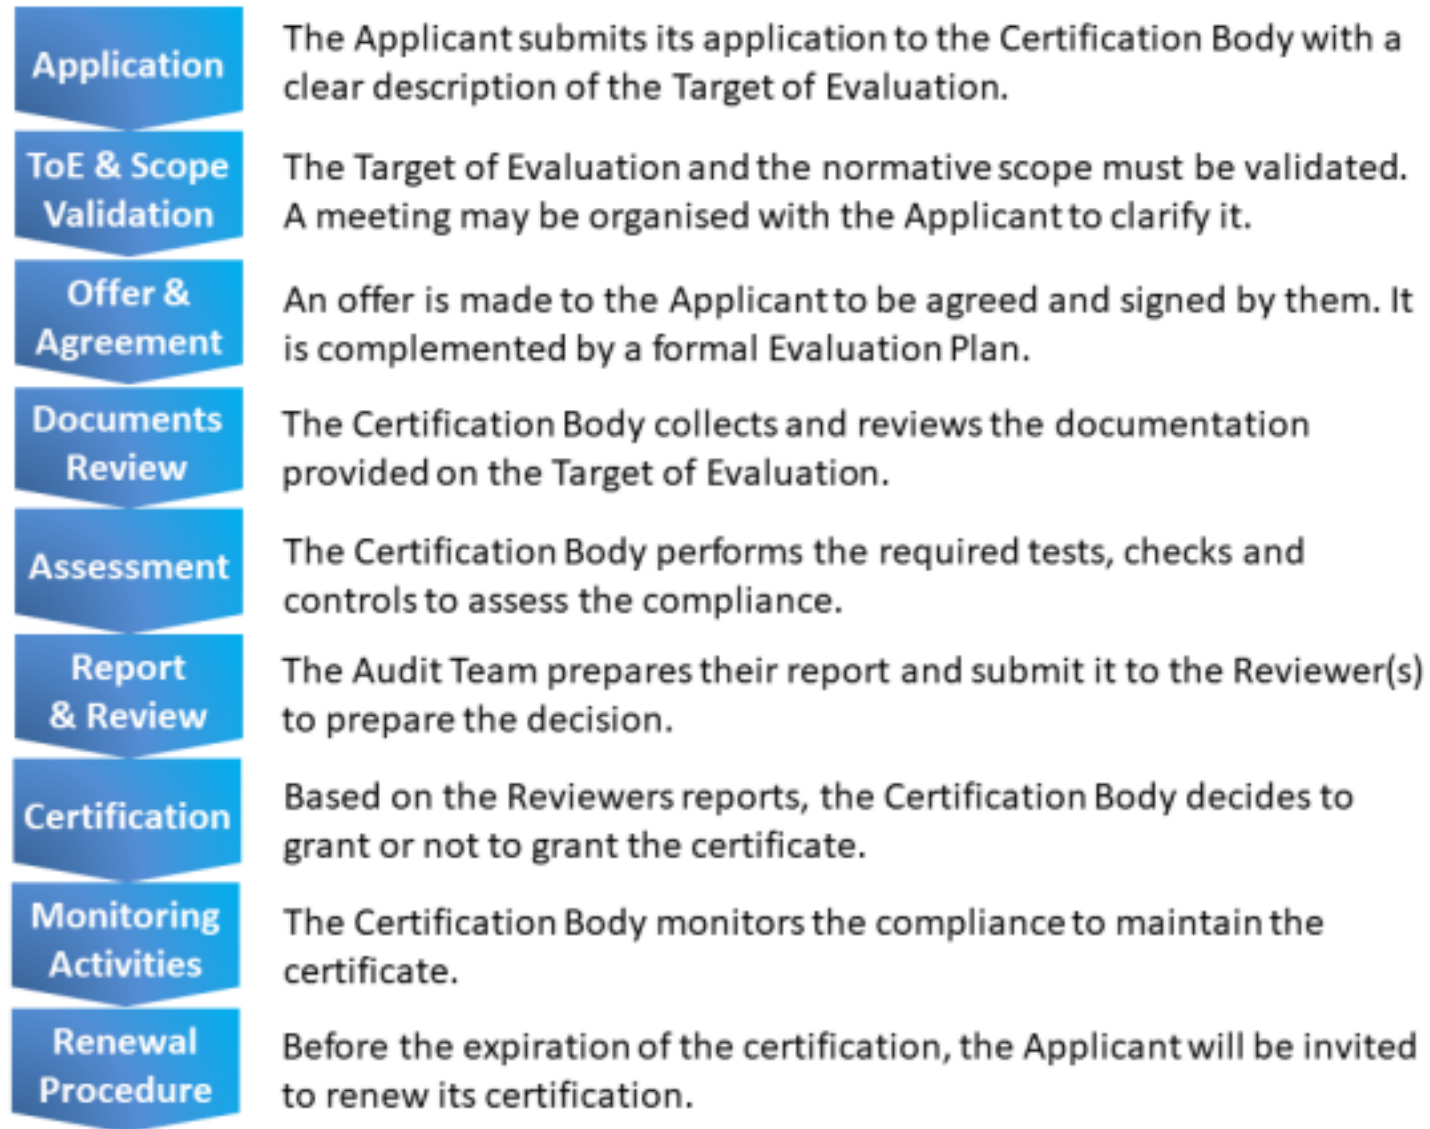 Application
The Applicant submits its application to the Certification Body with a
clear description of the Target of Evaluation.
ToE & Scope
Validation
The Target of Evaluation and the normative scope must be validated.
A meeting may be organised with the Applicant to clarify it.
Offer &
Agreement
An offer is made to the Applicant to be agreed and signed by them. It
is complemented by a formal Evaluation Plan.
Documents
Review
The Certification Body collects and reviews the documentation
provided on the Target of Evaluation.
Assessment
The Certification Body performs the required tests, checks and
controls to assess the compliance.
Report
& Review
The Audit Team prepares their report and submit it to the Reviewer(s)
to prepare the decision.
Certification
Based on the Reviewers reports, the Certification Body decides to
grant or not to grant the certificate.
Monitoring
Activities
The Certification Body monitors the compliance to maintain the
certificate.
Renewal
Procedure
Before the expiration of the certification, the Applicant will be invited
to renew its certification.